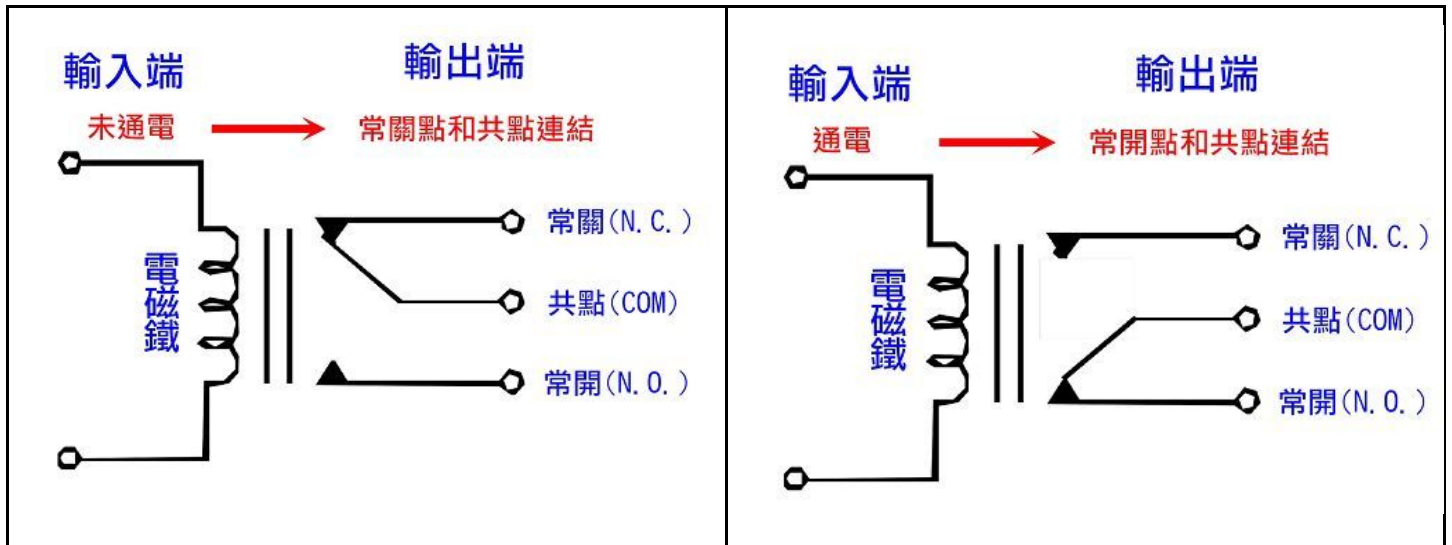 輸入端
輸出端
未通電
常關點和共點連結
常關(N.C.)
電磁鐵
共點(COM)
常開(N.O.)
輸入端
輸出端
通電
常開點和共點連結
常關(N.C.)
電磁鐵
共點(COM)
常開(N.O.)